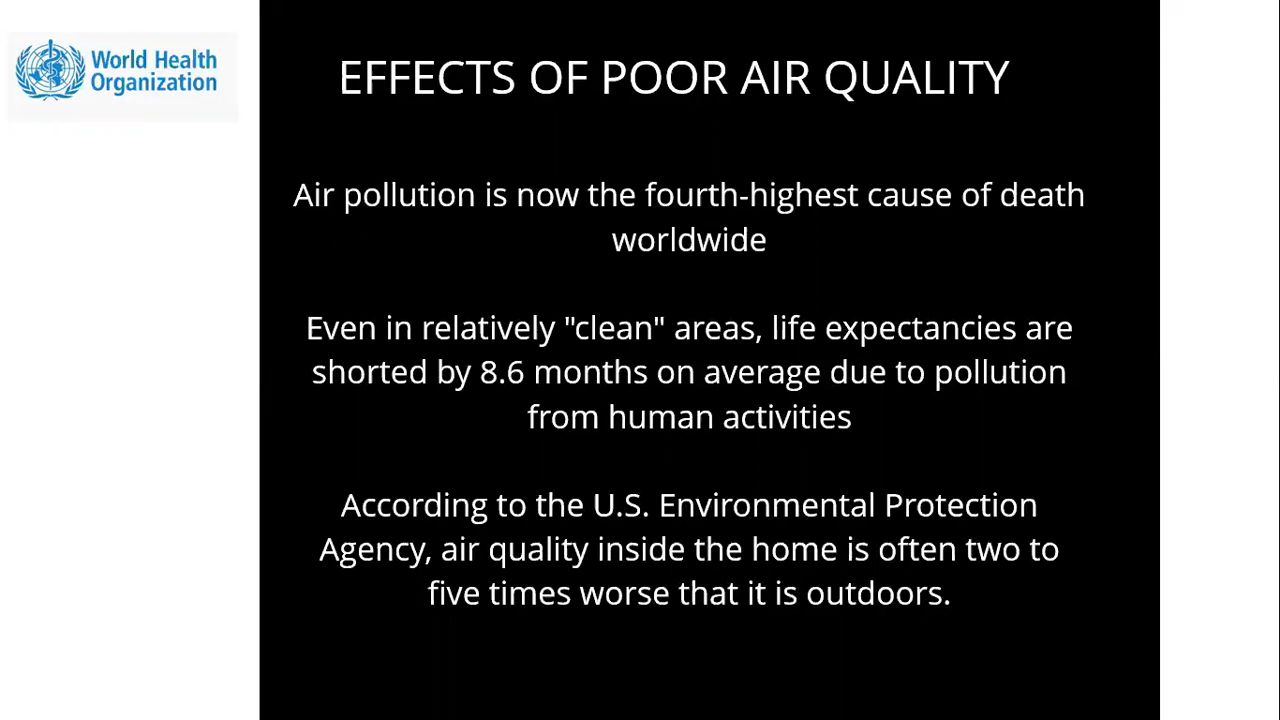 World Health
Organization
EFFECTS OF POOR AIR QUALITY
Air pollution is now the fourth-highest cause of death
worldwide
Even in relatively "clean" areas, life expectancies are
shorted by 8.6 months on average due to pollution
from human activities
According to the U.S. Environmental Protection
Agency, air quality inside the home is often two to
five times worse that it is outdoors.